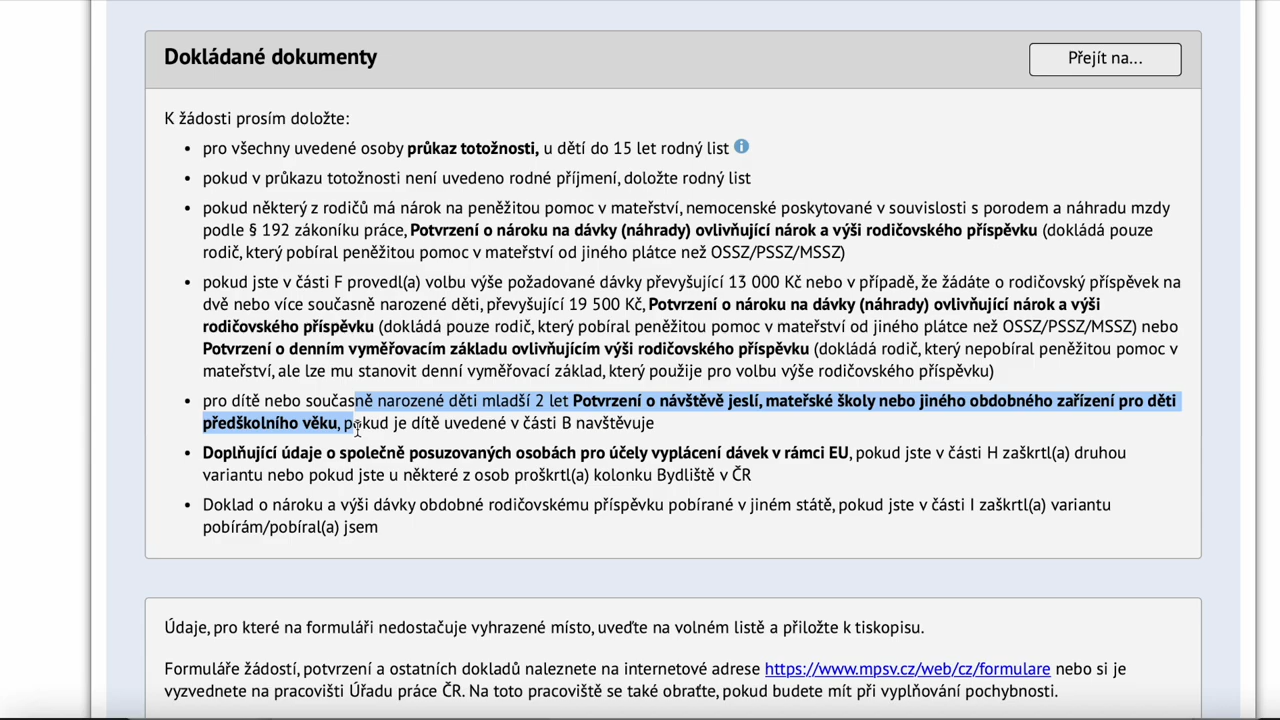 Dokládané dokumenty
Přejít na...
K žádosti prosím doložte:
• pro všechny uvedené osoby průkaz totožnosti, u dětí do 15 let rodný list
• pokud v průkazu totožnosti není uvedeno rodné příjmení, doložte rodný list
• pokud některý z rodičů má nárok na peněžitou pomoc v mateřství, nemocenské poskytované v souvislosti s porodem a náhradu mzdy
podle § 192 zákoníku práce, Potvrzení o nároku na dávky (náhrady) ovlivňující nárok a výši rodičovského příspěvku (dokládá pouze
rodič, který pobíral peněžitou pomoc v mateřství od jiného plátce než OSSZ/PSSZ/MSSZ)
• pokud jste v části F provedl(a) volbu výše požadované dávky převyšující 13 000 Kč nebo v případě, že žádáte o rodičovský příspěvek na
dvě nebo více současně narozené děti, převyšující 19 500 Kč, Potvrzení o nároku na dávky (náhrady) ovlivňující nárok a výši
rodičovského příspěvku (dokládá pouze rodič, který pobíral peněžitou pomoc v mateřství od jiného plátce než OSSZ/PSSZ/MSSZ) nebo
Potvrzení o denním vyměřovacím základu ovlivňujícím výši rodičovského příspěvku (dokládá rodič, který nepobíral peněžitou pomoc v
mateřství, ale lze mu stanovit denní vyměřovací základ, který použije pro volbu výše rodičovského příspěvku)
• pro dítě nebo současně narozené děti mladší 2 let Potvrzení o návštěvě jeslí, mateřské školy nebo jiného obdobného zařízení pro děti
předškolního věku, pokud je dítě uvedené v části B navštěvuje
• Doplňující údaje o společně posuzovaných osobách pro účely vyplácení dávek v rámci EU, pokud jste v části H zaškrtl(a) druhou
variantu nebo pokud jste u některé z osob proškrtl(a) kolonku Bydliště v ČR
• Doklad o nároku a výši dávky obdobné rodičovskému příspěvku pobírané v jiném státě, pokud jste v části I zaškrtl(a) variantu
pobírám/pobíral(a) jsem
Údaje, pro které na formuláři nedostačuje vyhrazené místo, uveďte na volném listě a přiložte k tiskopisu.
Formuláře žádostí, potvrzení a ostatních dokladů naleznete na internetové adrese https://www.mpsv.cz/web/cz/formulare nebo si je
vyzvednete na pracovišti Úřadu práce ČR. Na toto pracoviště se také obraťte, pokud budete mít při vyplňování pochybnosti.